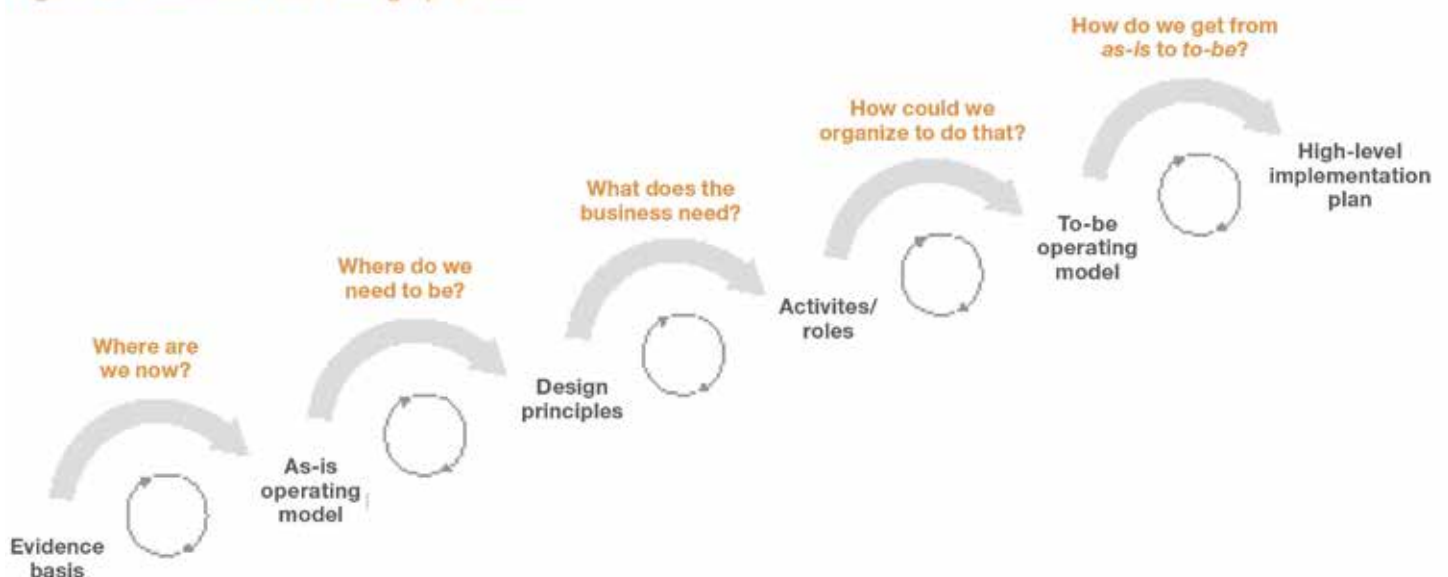 How do we get from
as-is to to-be?
How could we
organize to do that?
High-level
implementation
plan
What does the
business need?
To-be
operating
model
Where do we
need to be?
Activites/
roles
Where are
we now?
Design
principles
As-is
operating
model
Evidence
basis